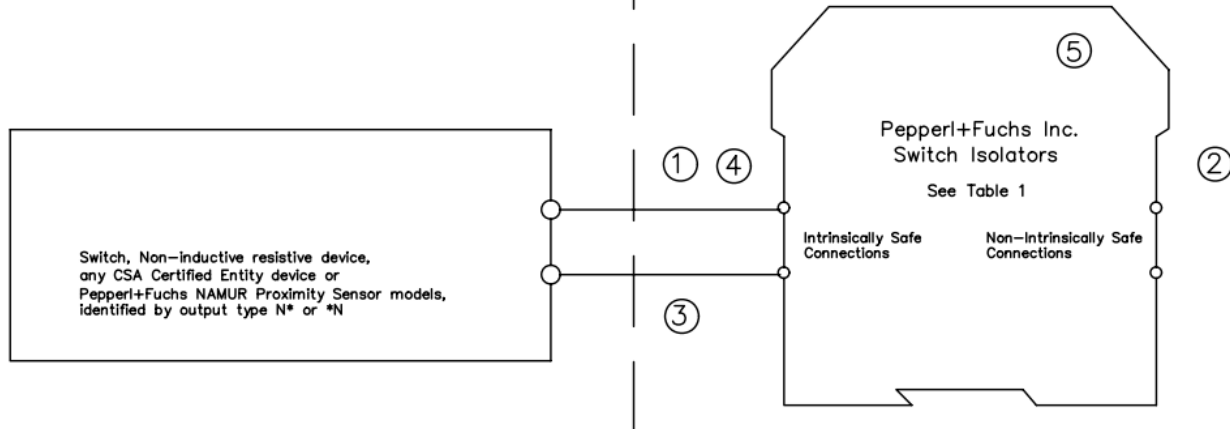 ⑤
Pepperl+Fuchs Inc.
Switch Isolators
① ④
②
See Table 1
Intrinsically Safe
Connections
Non-Intrinsically Safe
Connections
Switch, Non-inductive resistive device,
any CSA Certified Entity device or
Pepperl+Fuchs NAMUR Proximity Sensor models,
identified by output type N* or *N
③